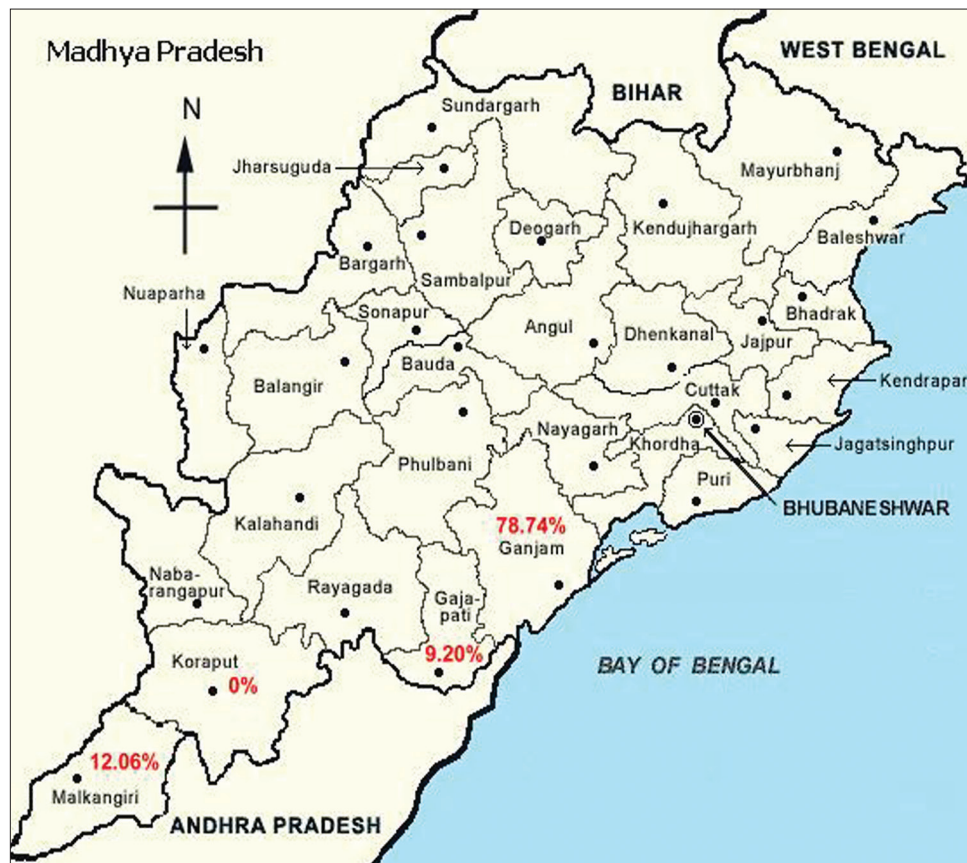 Madhya Pradesh
WEST BENGAL
BIHAR
N
Sundargarh
Jharsuguda
Mayurbhanj
Deogarh
Kendujhargarh
Baleshwar
Bargarh
Sambalpur
Nuaparha
Sonapur
Bhadrak
Angul
Dhenkanal
Jajpur
Bauda
Balangir
Kendrapar
Cuttak
Nayagarh
Khordha
Jagatsinghpur
Phulbani
Puri
BHUBANESHWAR
Kalahandi
78.74%
Ganjam
Naba-
rangapur
Rayagada
Gaja-
pati
9.20%
BAY OF BENGAL
Koraput
0%
12.06%
Malkangiri
ANDHRA PRADESH